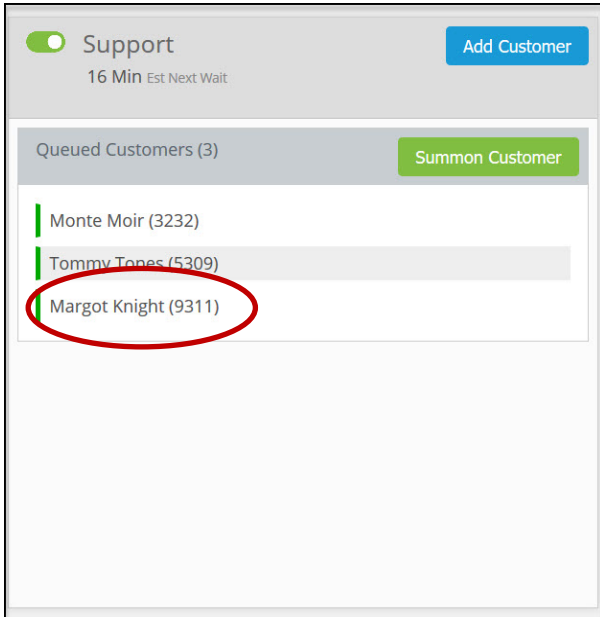 Support
Add Customer
16 Min Est Next Wait
Queued Customers (3)
Summon Customer
Monte Moir (3232)
Tommy Tones (5309)
Margot Knight (9311)